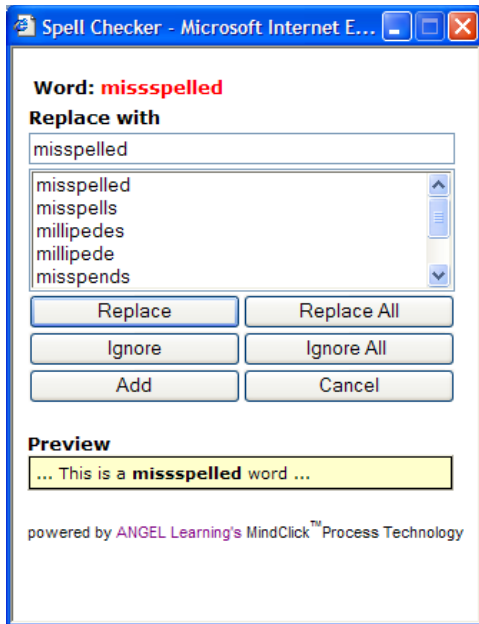 Spell Checker - Microsoft Internet E...
Word: missspelled
Replace with
misspelled
misspelled
misspells
millipedes
millipede
misspends
Replace Replace All
Ignore Ignore All
Add Cancel
Preview
... This is a missspelled word ...
powered by ANGEL Learning's MindClick™Process Technology